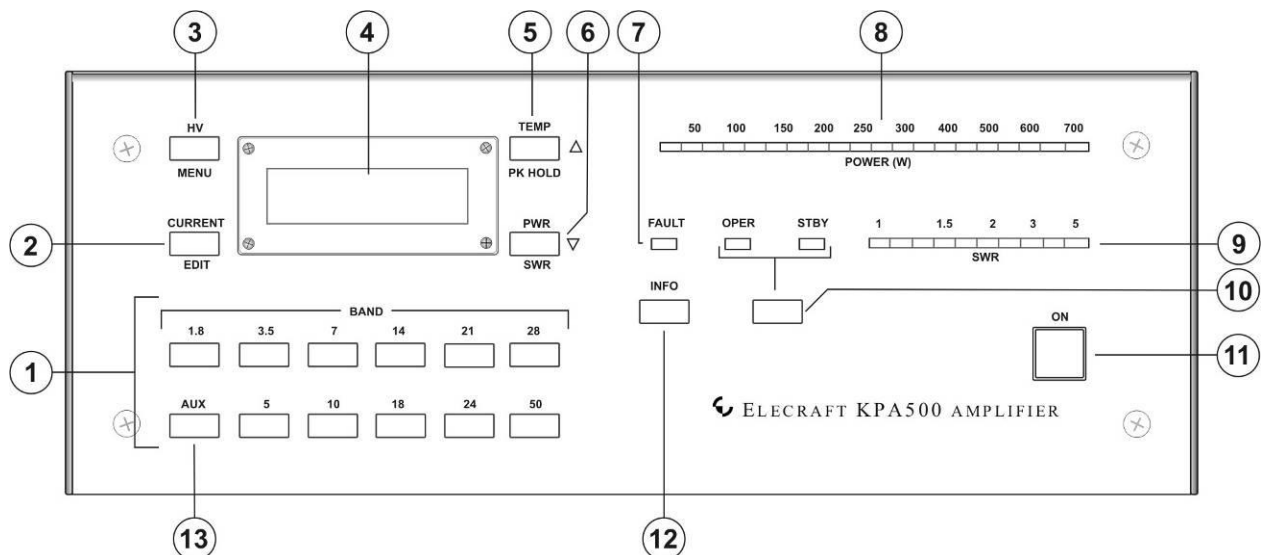 3 4 5 6 7 8
HV
MENU
TEMP
PK HOLD
50 100 150 200 250 300 400 500 600 700
POWER (W)
2
CURRENT
EDIT
PWR
SWR
FAULT
OPER STBY
1 1.5 2 3 5
SWR
9
INFO
10
ON
11
1
BAND
1.8 3.5 7 14 21 28
AUX 5 10 18 24 50
ELECRAFT KPA500 AMPLIFIER
13 12